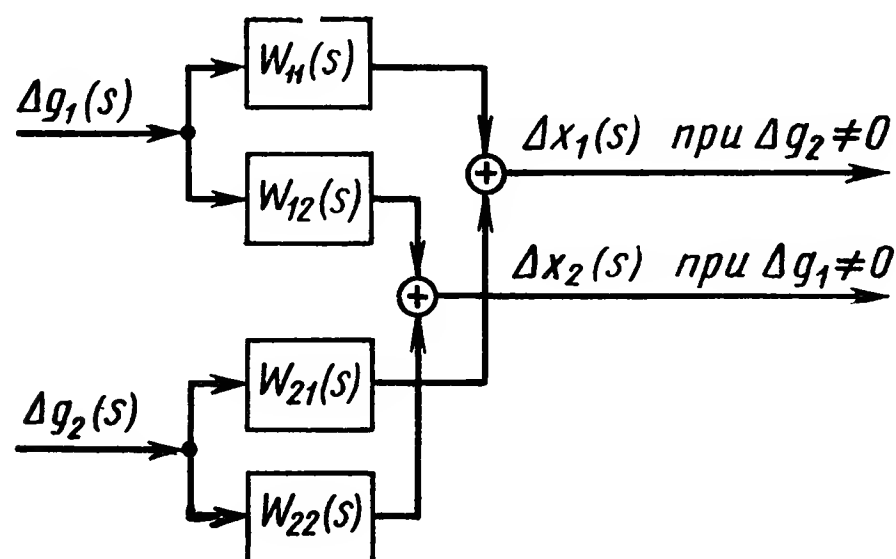 W₁₁(s)
Δg₁(s)
Δx₁(s) при Δg₂≠0
W₁₂(s)
+
Δx₂(s) при Δg₁≠0
+
W₂₁(s)
Δg₂(s)
W₂₂(s)